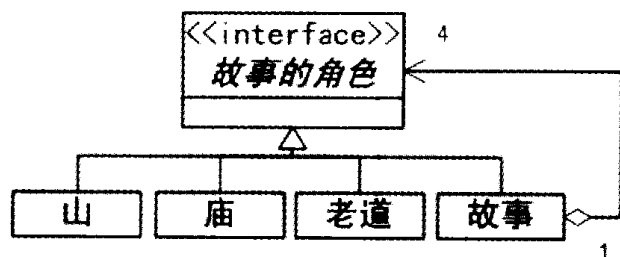 <<interface>> 4
故事的角色
山 庙 老道 故事
1